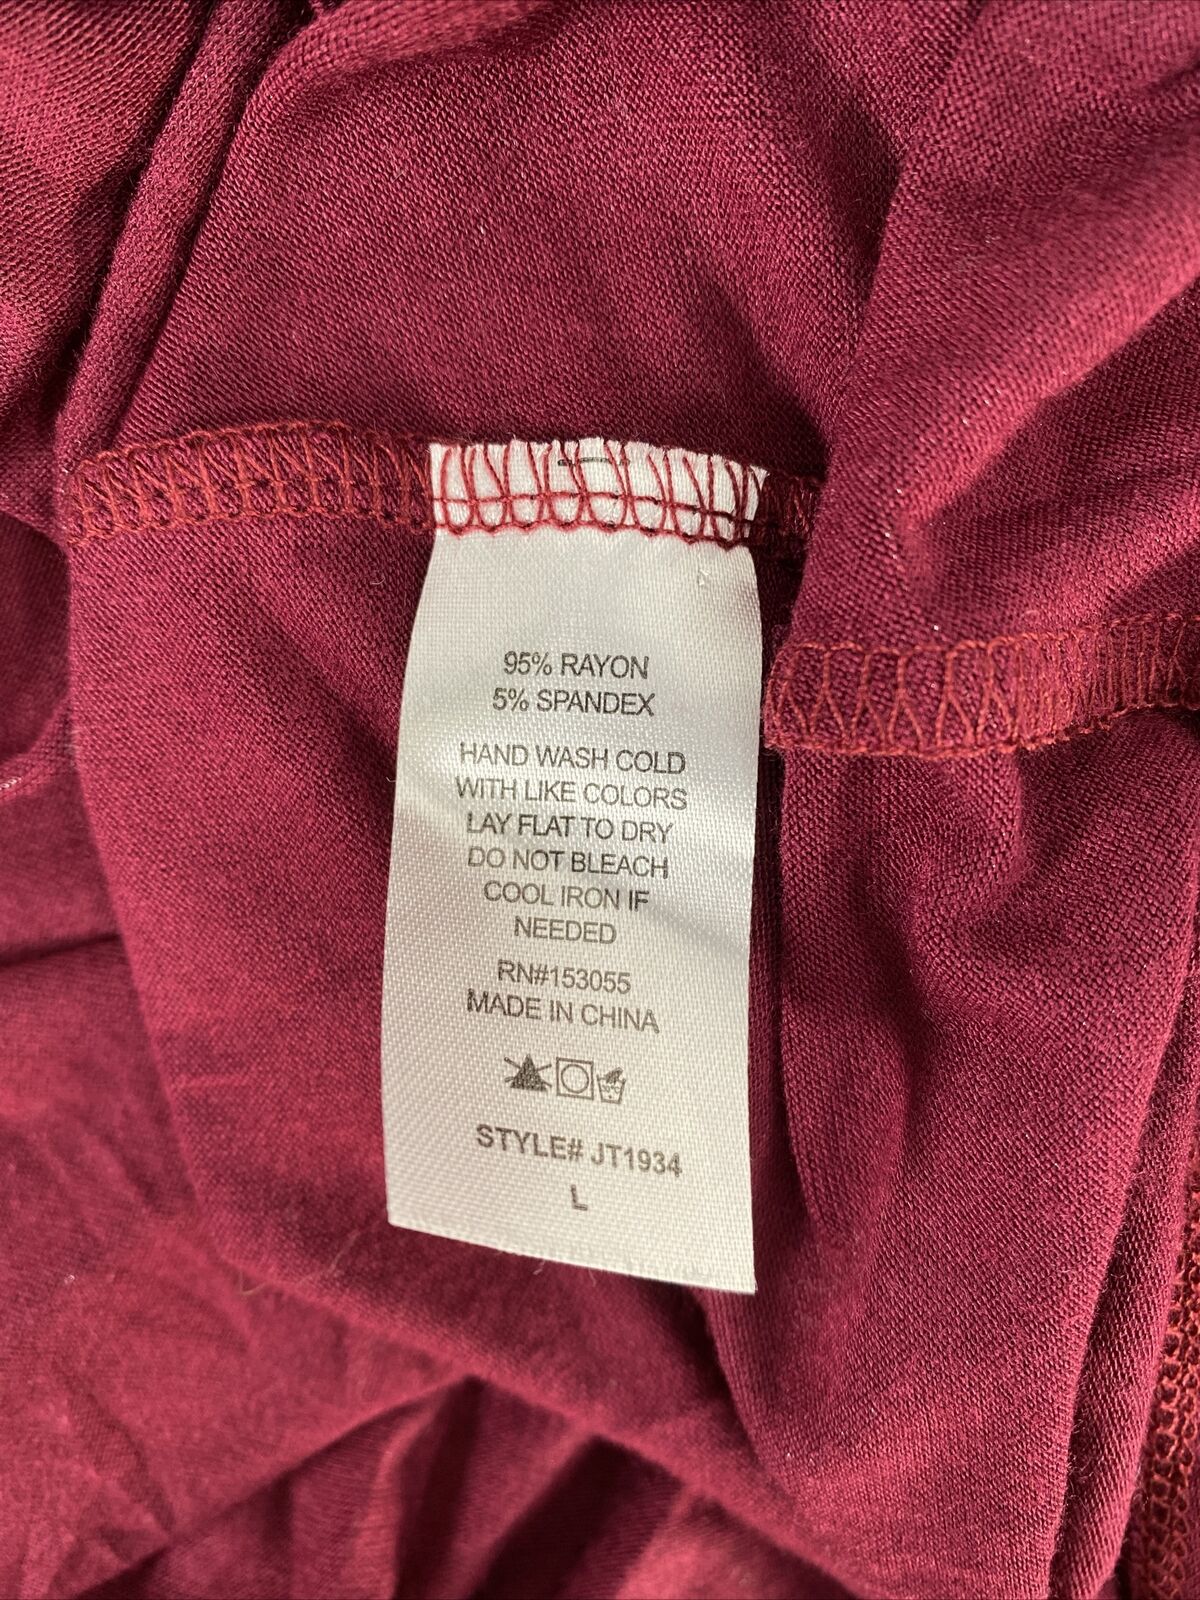 95% RAYON
5% SPANDEX
HAND WASH COLD
WITH LIKE COLORS
LAY FLAT TO DRY
DO NOT BLEACH
COOL IRON IF
NEEDED
RN#153055
MADE IN CHINA
STYLE# JT1934
L